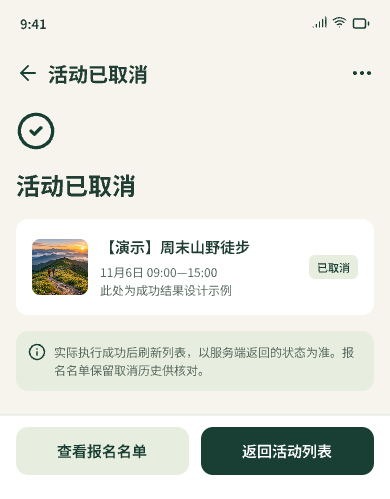 9:41
活动已取消
活动已取消
【演示】周末山野徒步
11月6日 09:00—15:00
此处为成功结果设计示例
已取消
实际执行成功后刷新列表，以服务端返回的状态为准。报
名名单保留取消历史供核对。
查看报名名单
返回活动列表